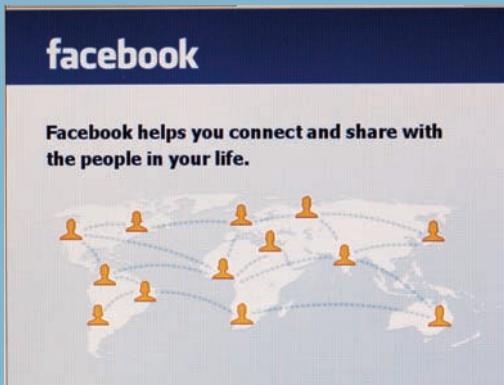 facebook
Facebook helps you connect and share with
the people in your life.